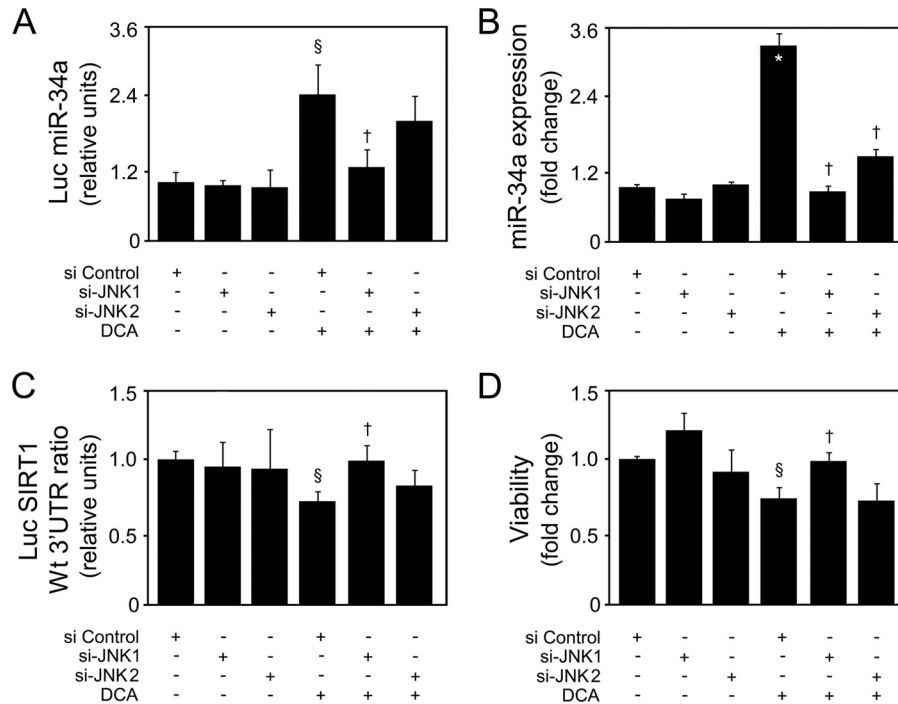 A
Luc miR-34a
(relative units)
3.6
2.4
1.2
0
§
†
si Control + - - + - -
si-JNK1 - + - - + -
si-JNK2 - - + - - +
DCA - - - + + +
B
miR-34a expression
(fold change)
3.6
2.4
1.2
0
*
†
†
si Control + - - + - -
si-JNK1 - + - - + -
si-JNK2 - - + - - +
DCA - - - + + +
C
Luc SIRT1
Wt 3'UTR ratio
(relative units)
1.5
1.0
0.5
0
§
†
si Control + - - + - -
si-JNK1 - + - - + -
si-JNK2 - - + - - +
DCA - - - + + +
D
Viability
(fold change)
1.5
1.0
0.5
0
§
†
si Control + - - + - -
si-JNK1 - + - - + -
si-JNK2 - - + - - +
DCA - - - + + +